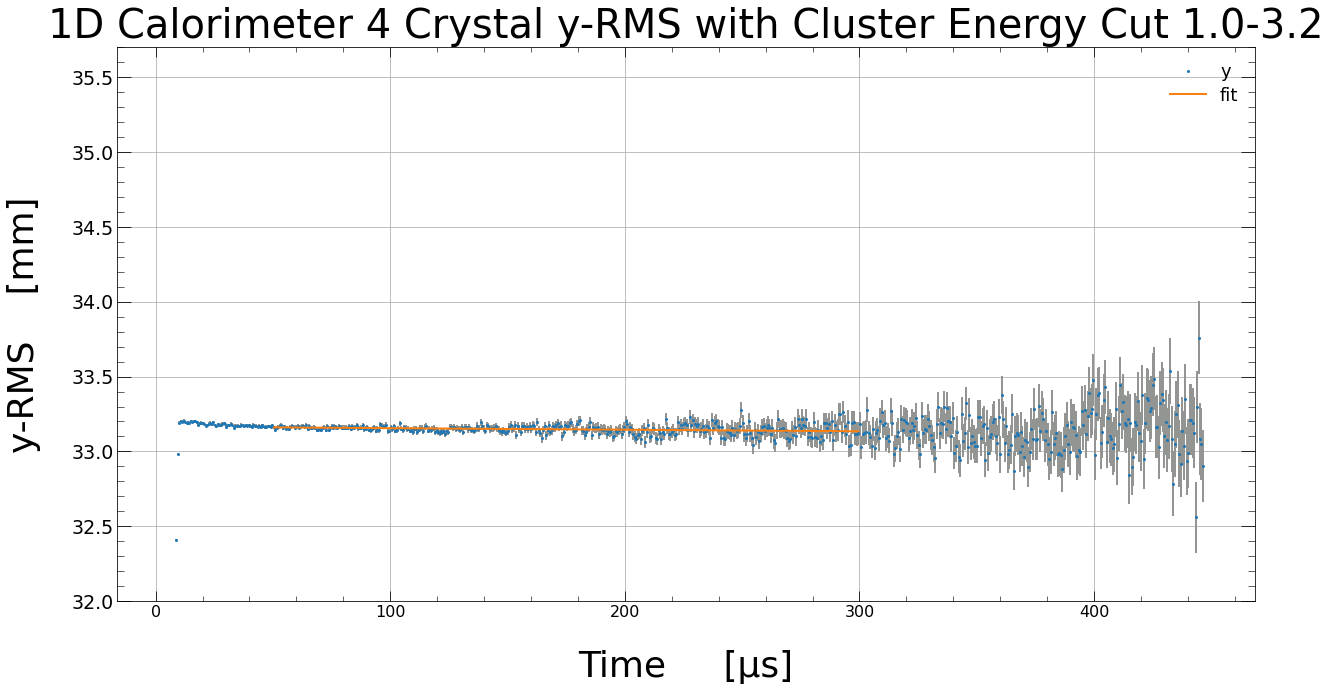 1D Calorimeter 4 Crystal y-RMS with Cluster Energy Cut 1.0-3.2
y
fit
35.5
35.0
34.5
34.0
33.5
33.0
32.5
32.0
y-RMS [mm]
0 100 200 300 400
Time [µs]